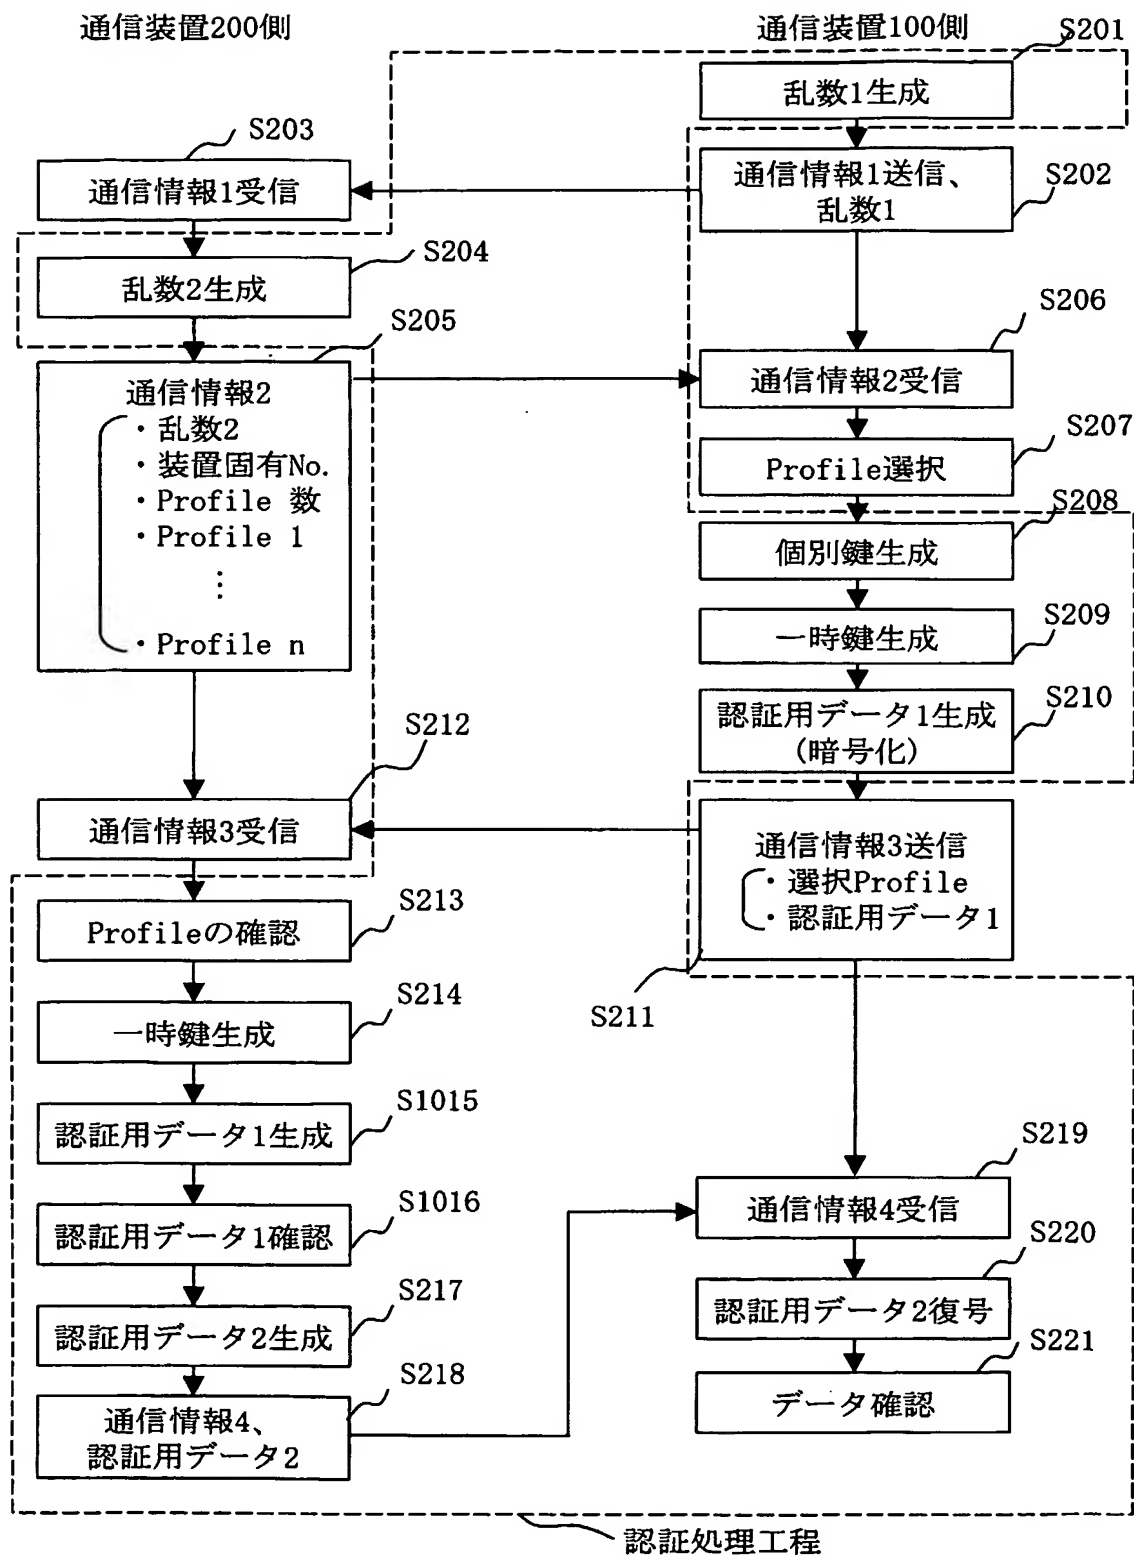 通信装置200側
通信装置100側
S201
乱数1生成
S203
通信情報1受信
通信情報1送信、
乱数1
S202
S204
乱数2生成
S205
S206
通信情報2
・乱数2
・装置固有No.
・Profile 数
・Profile 1
⋮
・Profile n
通信情報2受信
S207
Profile選択
S208
個別鍵生成
S209
一時鍵生成
S210
認証用データ1生成
(暗号化)
S212
通信情報3受信
通信情報3送信
・選択Profile
・認証用データ1
S211
S213
Profileの確認
S214
一時鍵生成
S1015
認証用データ1生成
S1016
認証用データ1確認
S217
認証用データ2生成
S218
通信情報4、
認証用データ2
S219
通信情報4受信
S220
認証用データ2復号
S221
データ確認
認証処理工程